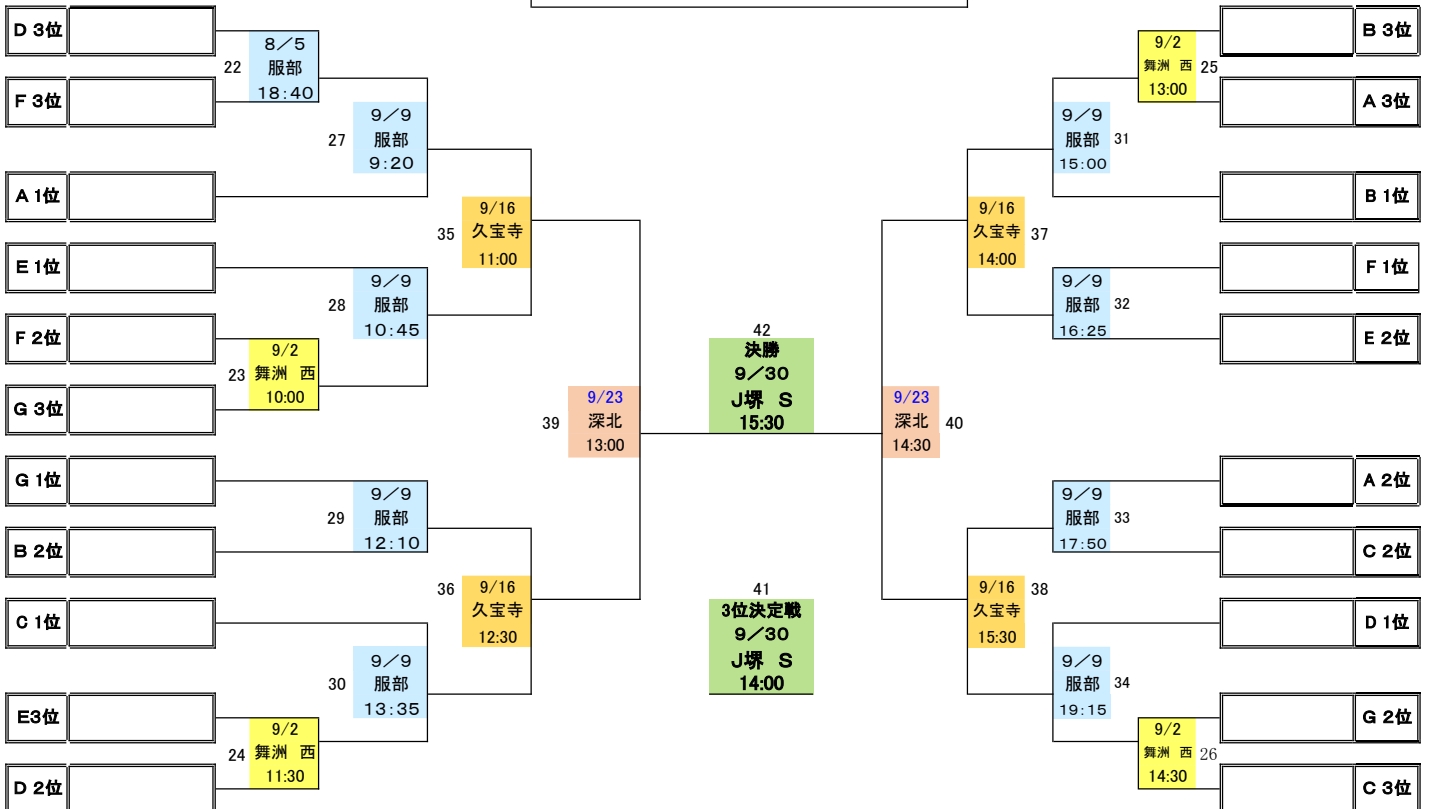 D 3位
22
8／5
服部
18:40
F 3位
27
9／9
服部
9:20
A 1位
35
9/16
久宝寺
11:00
E 1位
28
9／9
服部
10:45
F 2位
23
9/2
舞洲　西
10:00
G 3位
39
9/23
深北
13:00
G 1位
29
9／9
服部
12:10
B 2位
36
9/16
久宝寺
12:30
C 1位
30
9／9
服部
13:35
E3位
24
9/2
舞洲　西
11:30
D 2位
42
決勝
9／30
J堺　S
15:30
41
3位決定戦
9／30
J堺　S
14:00
B 3位
9/2
舞洲　西
13:00
25
A 3位
9／9
服部
15:00
31
B 1位
9/16
久宝寺
14:00
37
F 1位
9／9
服部
16:25
32
E 2位
9/23
深北
14:30
40
A 2位
9／9
服部
17:50
33
C 2位
9/16
久宝寺
15:30
38
D 1位
9／9
服部
19:15
34
G 2位
9/2
舞洲　西
14:30
26
C 3位